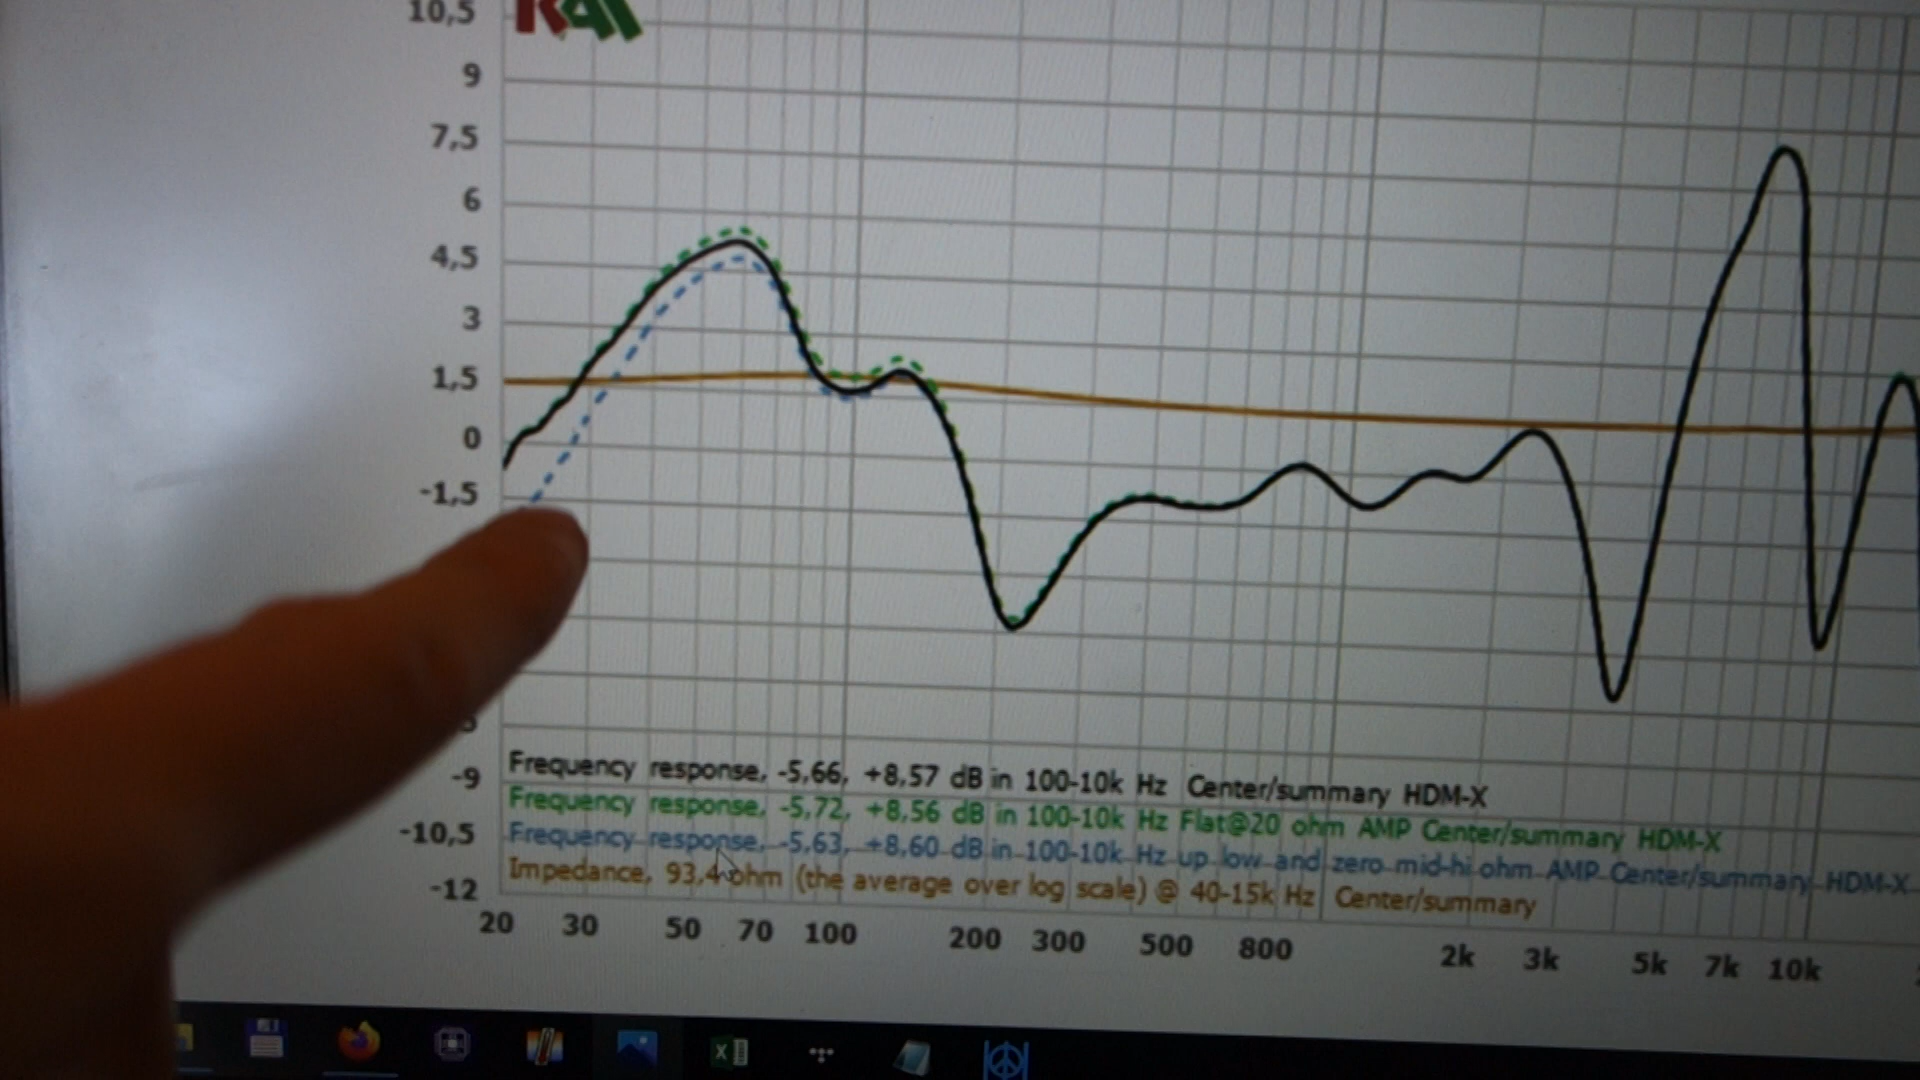 10,5
RAA
9
7,5
6
4,5
3
1,5
0
-1,5
-9
-10,5
-12
Frequency response, -5,66, +8,57 dB in 100-10k Hz Center/summary HDM-X
Frequency response, -5,72, +8,56 dB in 100-10k Hz Flat@20 ohm AMP Center/summary HDM-X
Frequency response, -5,63, +8,60 dB in 100-10k Hz up low and zero mid-hi ohm AMP Center/summary HDM-X
Impedance, 93,4 ohm (the average over log scale) @ 40-15k Hz Center/summary
20 30 50 70 100 200 300 500 800 2k 3k 5k 7k 10k